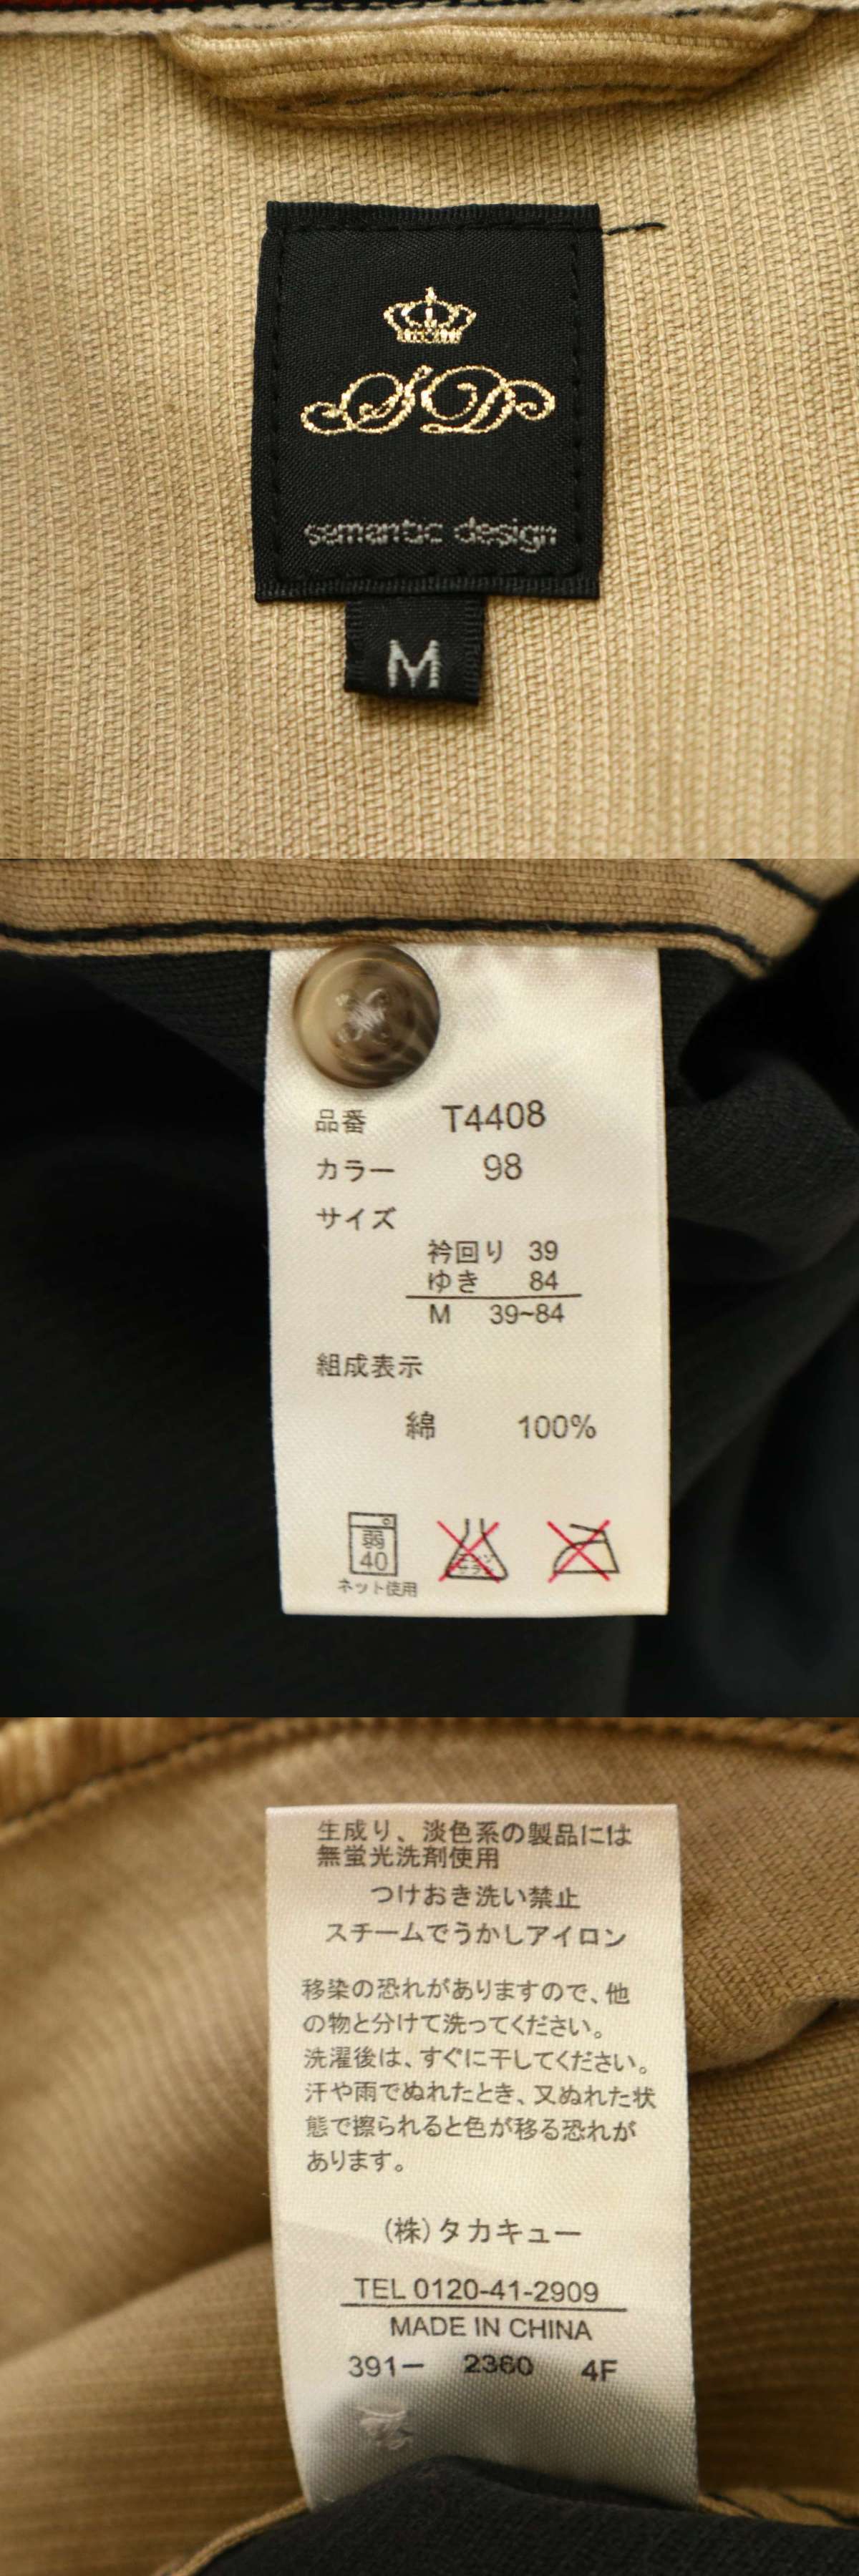 SD
semantic design
M
品番 T4408
カラー 98
サイズ
衿回り 39
ゆき 84
M 39~84
組成表示
綿 100%
弱
40
ネット使用
生成り、淡色系の製品には
無蛍光洗剤使用
つけおき洗い禁止
スチームでうかしアイロン
移染の恐れがありますので、他
の物と分けて洗ってください。
洗濯後は、すぐに干してください。
汗や雨でぬれたとき、又ぬれた状
態で擦られると色が移る恐れが
あります。
(株)タカキュー
TEL 0120-41-2909
MADE IN CHINA
391- 2360 4F